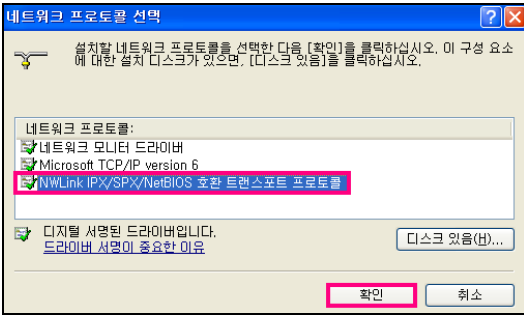 네트워크 프로토콜 선택
설치할 네트워크 프로토콜을 선택한 다음 [확인]을 클릭하십시오. 이 구성 요소
에 대한 설치 디스크가 있으면, [디스크 있음]을 클릭하십시오.
네트워크 프로토콜:
네트워크 모니터 드라이버
Microsoft TCP/IP version 6
NWLink IPX/SPX/NetBIOS 호환 트랜스포트 프로토콜
디지털 서명된 드라이버입니다.
드라이버 서명이 중요한 이유
디스크 있음(H)...
확인
취소